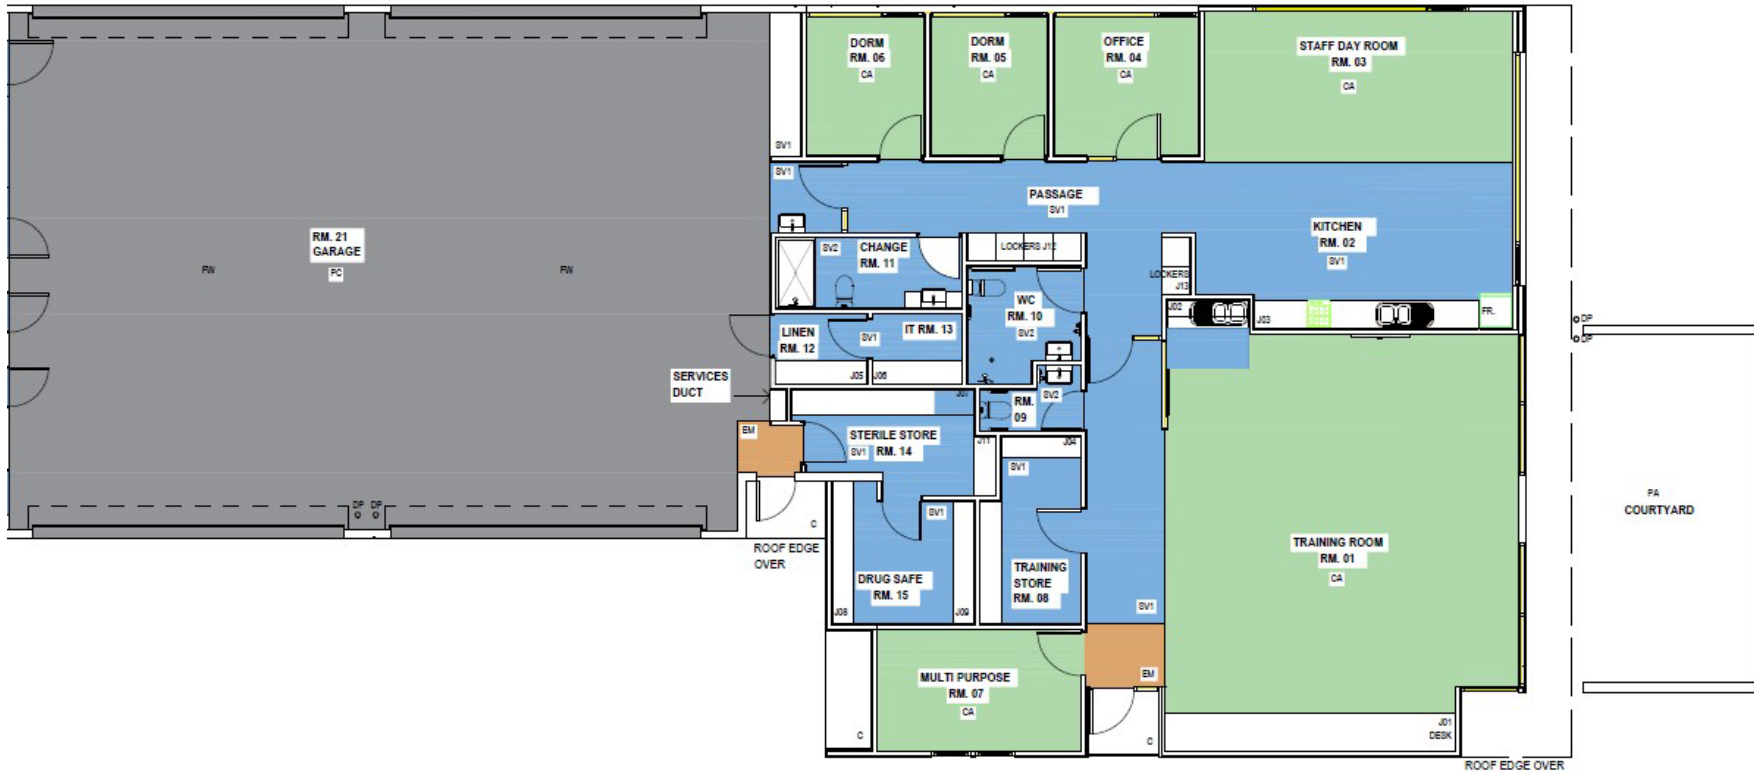 DORM
RM. 06
CA
DORM
RM. 05
CA
OFFICE
RM. 04
CA
STAFF DAY ROOM
RM. 03
CA
SV1
SV1
PASSAGE
SV1
KITCHEN
RM. 02
SV1
RM. 21
GARAGE
PC
FW
FW
SV2
CHANGE
RM. 11
LOCKERS J12
LOCKERS
J13
WC
RM. 10
SV2
J02
J03
FR.
LINEN
RM. 12
SV1
IT RM. 13
J05
J06
DP
DP
SERVICES
DUCT
J07
RM.
09
SV2
EM
STERILE STORE
RM. 14
SV1
J11
J04
SV1
DP DP
C
ROOF EDGE
OVER
SV1
DRUG SAFE
RM. 15
J08
J09
TRAINING
STORE
RM. 08
SV1
TRAINING ROOM
RM. 01
CA
PA
COURTYARD
MULTI PURPOSE
RM. 07
CA
EM
C
C
J01
DESK
ROOF EDGE OVER